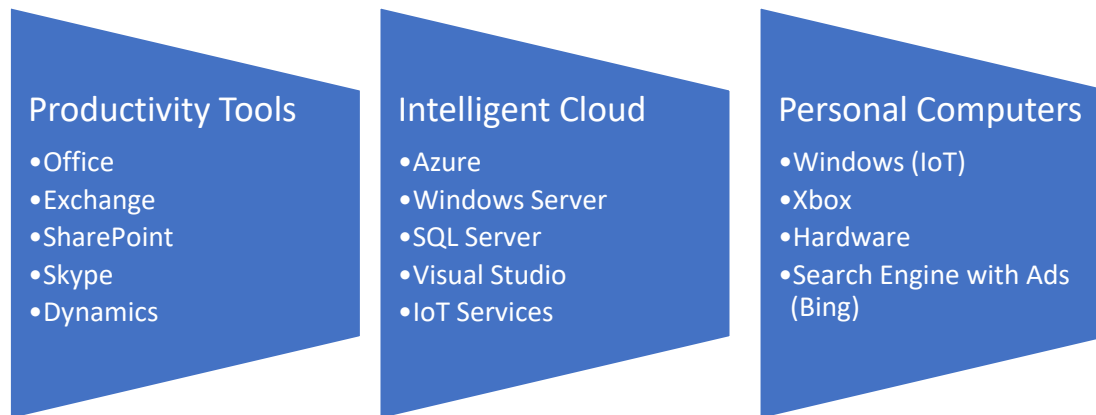 Productivity Tools
•Office
•Exchange
•SharePoint
•Skype
•Dynamics
Intelligent Cloud
•Azure
•Windows Server
•SQL Server
•Visual Studio
•IoT Services
Personal Computers
•Windows (IoT)
•Xbox
•Hardware
•Search Engine with Ads
(Bing)